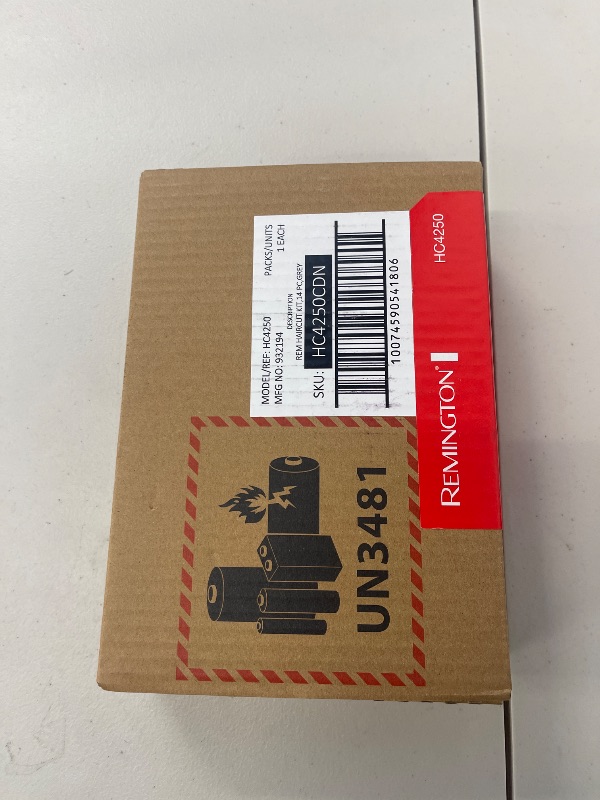 MODEL/REF: HC4250
PACKS/UNITS
MFG NO: 932194
1 EACH
DESCRIPTION
REM HAIRCUT KIT,14 PC,GREY
SKU: HC4250CDN
10074590541806
REMINGTON®
HC4250
UN3481